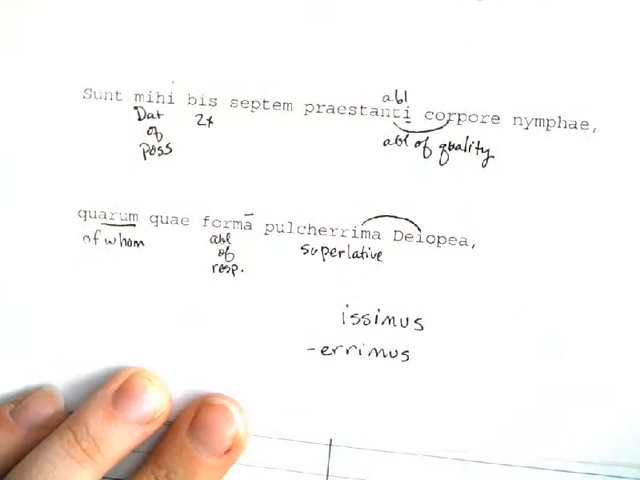 abl
Sunt mihi bis septem praestanti corpore nymphae,
Dat of poss
2x
abl of quality
quarum quae formā pulcherrima Deiopea,
of whom
abl of resp.
superlative
issimus
-errimus